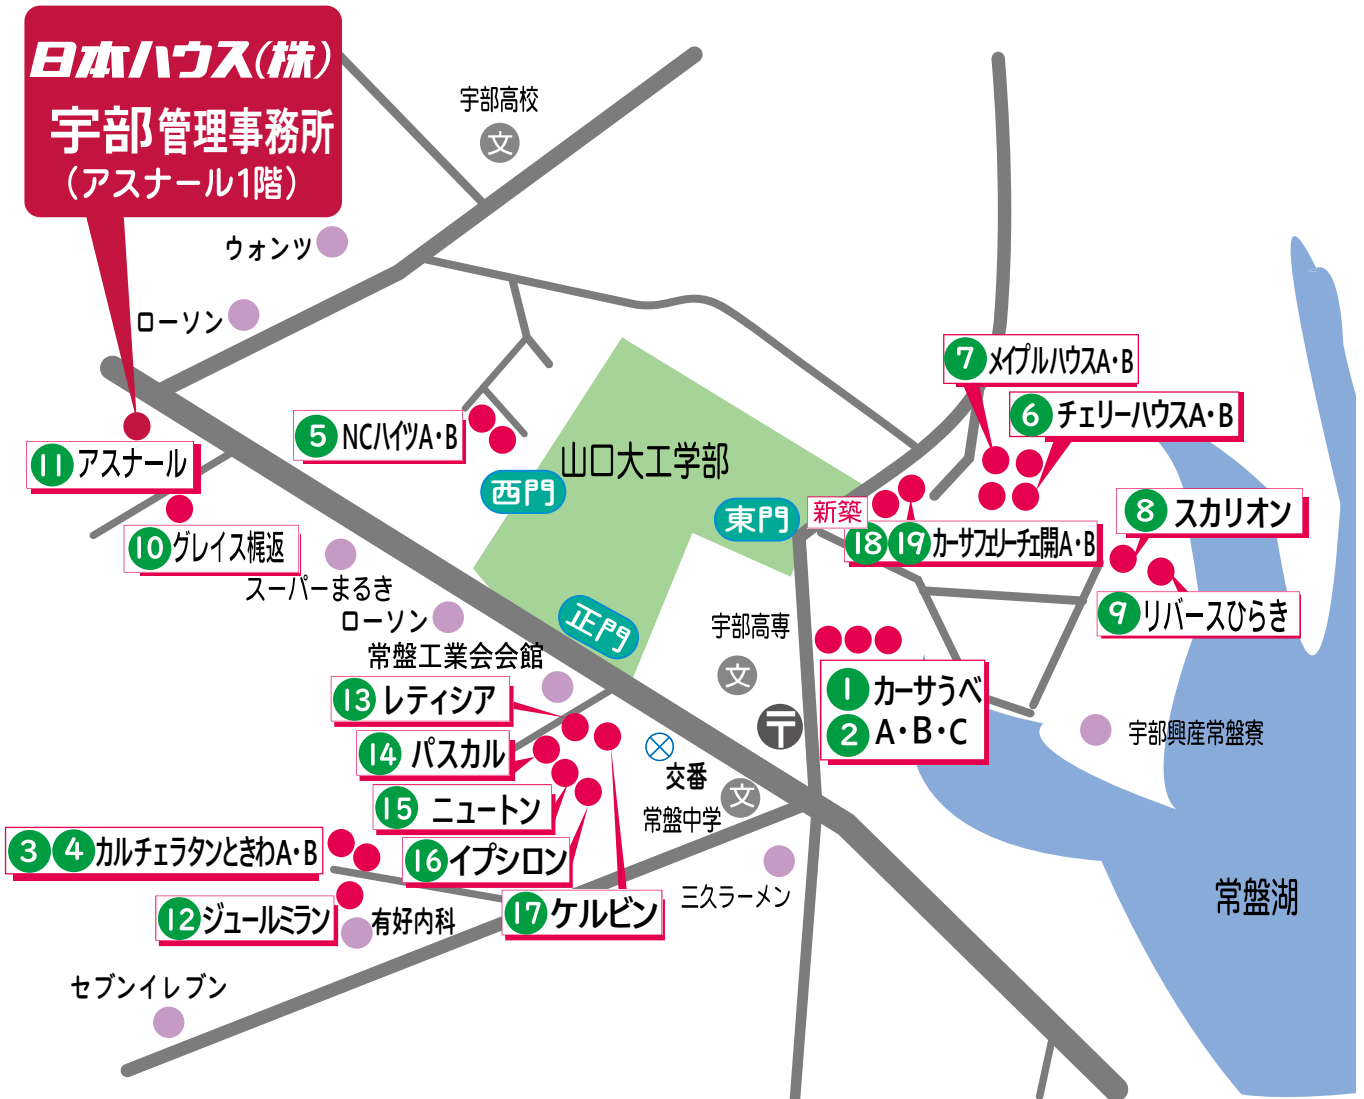 日本ハウス(株)
宇部管理事務所
(アスナール1階)
宇部高校
文
ウォンツ
ローソン
7 メイプルハウスA・B
6 チェリーハウスA・B
5 NCハイツA・B
山口大工学部
11 アスナール
西門
東門
新築
8 スカリオン
10 グレイス梶返
18 19 カーサフェリーチェ開A・B
スーパーまるき
ローソン
正門
宇部高専
文
9 リバースひらき
常盤工業会会館
13 レティシア
1 カーサうべ
2 A・B・C
〒
宇部興産常盤寮
14 パスカル
交番
15 ニュートン
常盤中学
文
3 4 カルチェラタンときわA・B
16 イプシロン
三久ラーメン
常盤湖
12 ジュールミラン
有好内科
17 ケルビン
セブンイレブン